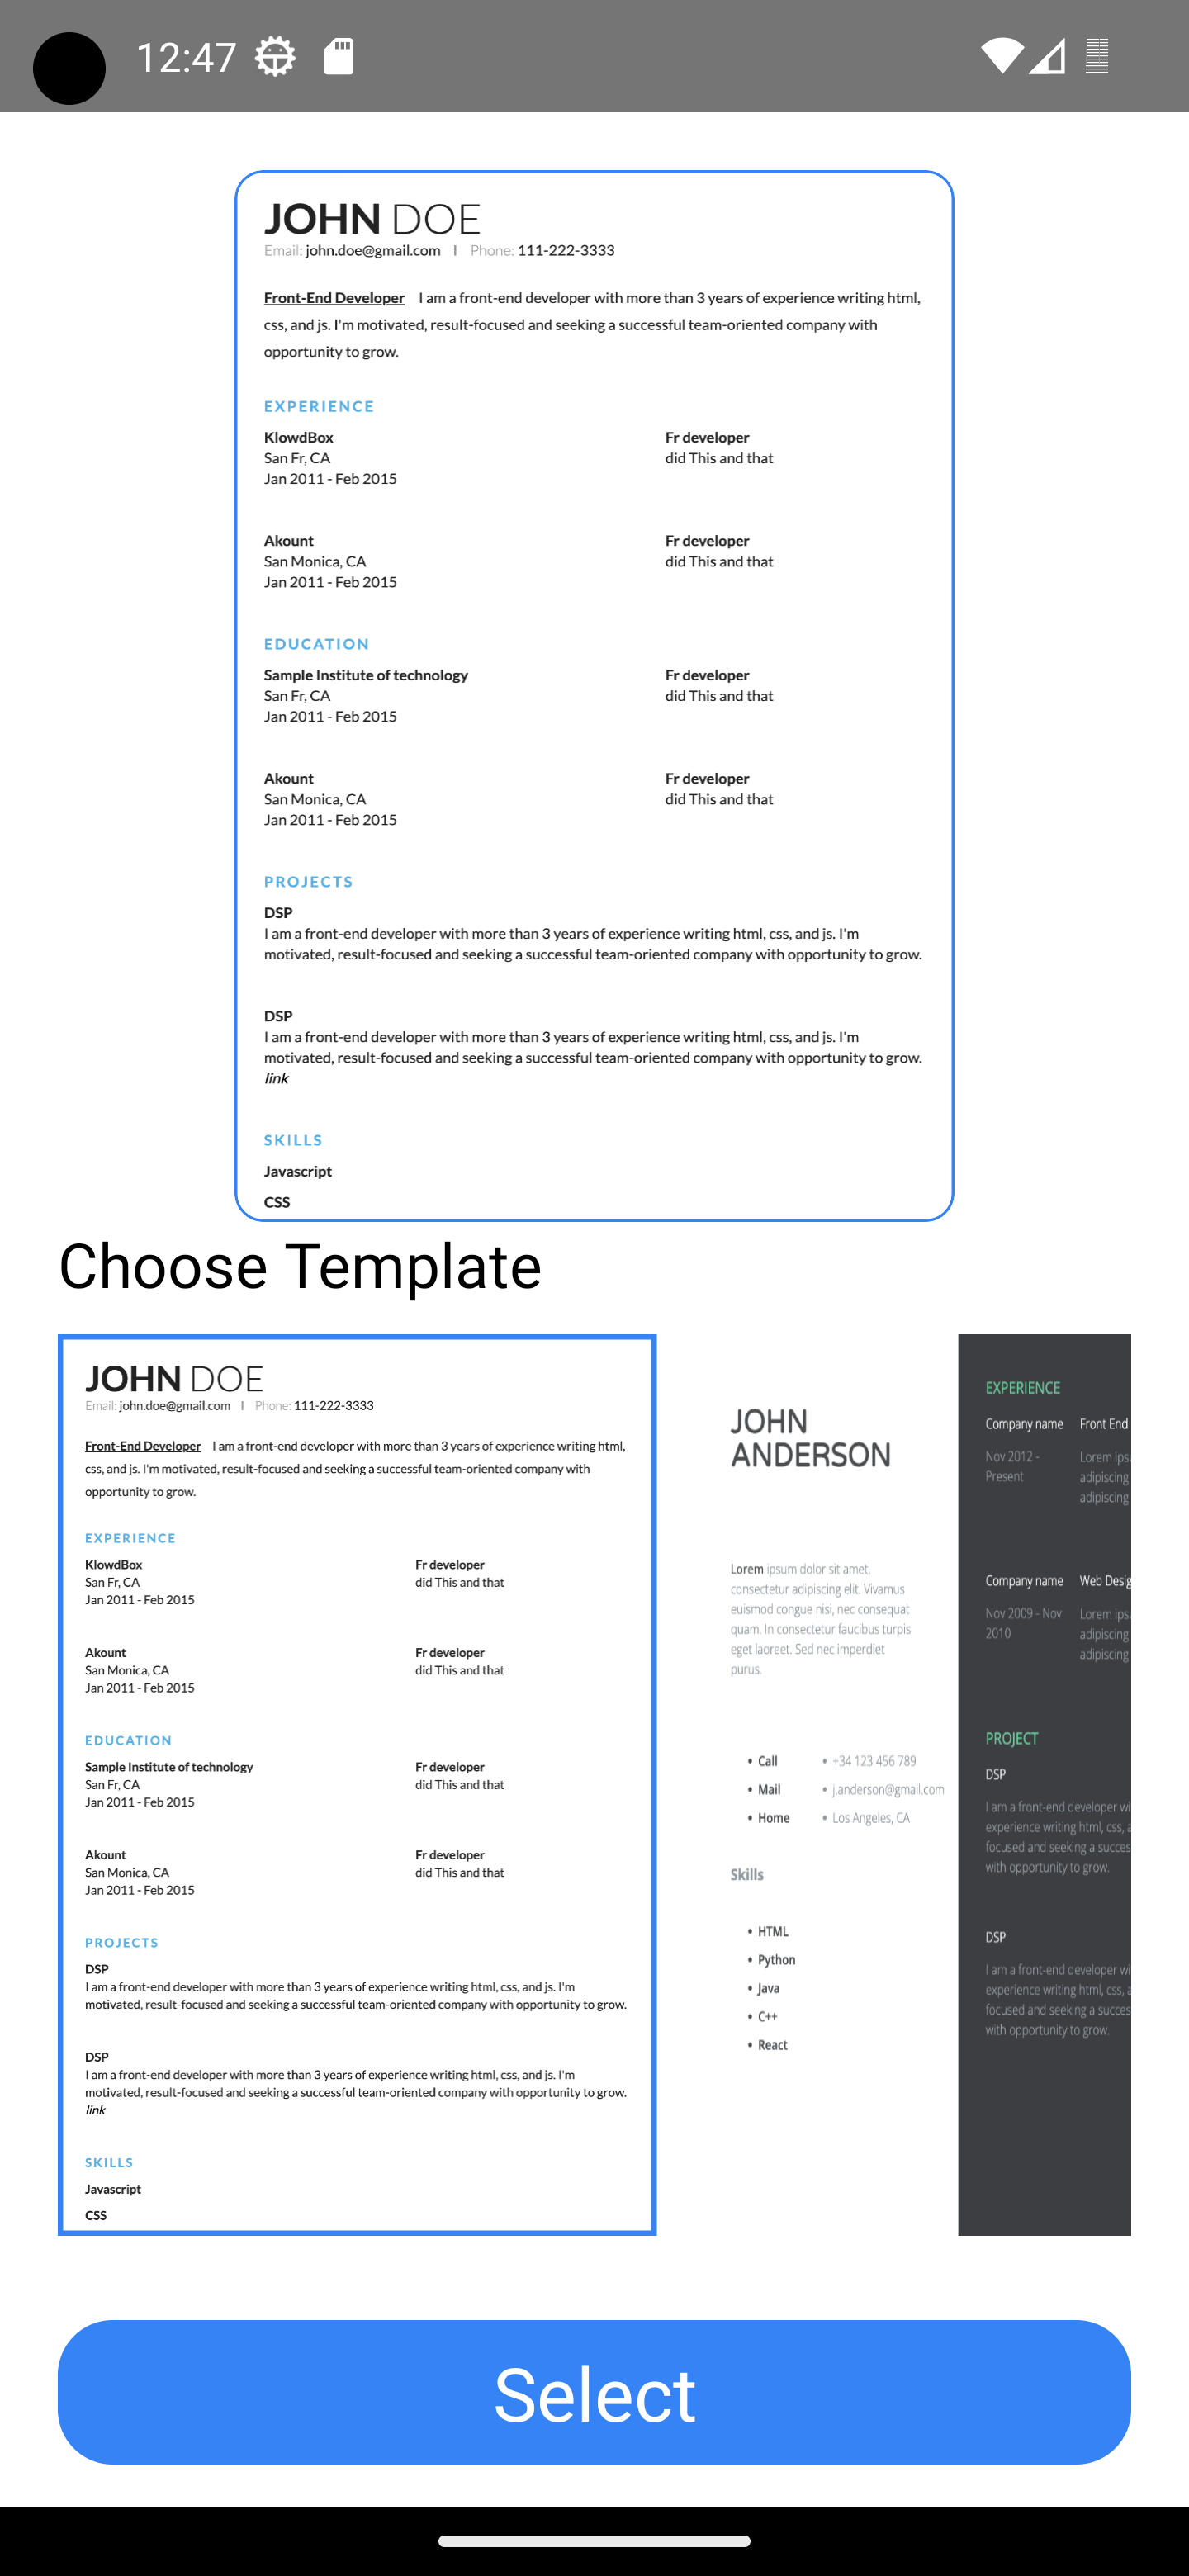 12:47
JOHN DOE
Email: john.doe@gmail.com I Phone: 111-222-3333
Front-End Developer I am a front-end developer with more than 3 years of experience writing html,
css, and js. I'm motivated, result-focused and seeking a successful team-oriented company with
opportunity to grow.
EXPERIENCE
KlowdBox Fr developer
San Fr, CA did This and that
Jan 2011 - Feb 2015
Akount Fr developer
San Monica, CA did This and that
Jan 2011 - Feb 2015
EDUCATION
Sample Institute of technology Fr developer
San Fr, CA did This and that
Jan 2011 - Feb 2015
Akount Fr developer
San Monica, CA did This and that
Jan 2011 - Feb 2015
PROJECTS
DSP
I am a front-end developer with more than 3 years of experience writing html, css, and js. I'm
motivated, result-focused and seeking a successful team-oriented company with opportunity to grow.
DSP
I am a front-end developer with more than 3 years of experience writing html, css, and js. I'm
motivated, result-focused and seeking a successful team-oriented company with opportunity to grow.
link
SKILLS
Javascript
CSS
Choose Template
JOHN DOE
Email: john.doe@gmail.com I Phone: 111-222-3333
Front-End Developer I am a front-end developer with more than 3 years of experience writing html,
css, and js. I'm motivated, result-focused and seeking a successful team-oriented company with
opportunity to grow.
EXPERIENCE
KlowdBox Fr developer
San Fr, CA did This and that
Jan 2011 - Feb 2015
Akount Fr developer
San Monica, CA did This and that
Jan 2011 - Feb 2015
EDUCATION
Sample Institute of technology Fr developer
San Fr, CA did This and that
Jan 2011 - Feb 2015
Akount Fr developer
San Monica, CA did This and that
Jan 2011 - Feb 2015
PROJECTS
DSP
I am a front-end developer with more than 3 years of experience writing html, css, and js. I'm
motivated, result-focused and seeking a successful team-oriented company with opportunity to grow.
DSP
I am a front-end developer with more than 3 years of experience writing html, css, and js. I'm
motivated, result-focused and seeking a successful team-oriented company with opportunity to grow.
link
SKILLS
Javascript
CSS
JOHN
ANDERSON
Lorem ipsum dolor sit amet,
consectetur adipiscing elit. Vivamus
euismod congue nisi, nec consequat
quam. In consectetur faucibus turpis
eget laoreet. Sed nec imperdiet
purus.
• Call • +34 123 456 789
• Mail • j.anderson@gmail.com
• Home • Los Angeles, CA
Skills
• HTML
• Python
• Java
• C++
• React
EXPERIENCE
Company name Front End
Nov 2012 - Lorem
Present adipiscing
adipiscing
Company name Web
Nov 2009 - Nov Lorem
2010 adipiscing
adipiscing
PROJECT
DSP
I am a front-end developer
experience writing html, css,
focused and seeking a
with opportunity to grow.
DSP
I am a front-end developer
experience writing html, css,
focused and seeking a
with opportunity to grow.
Select